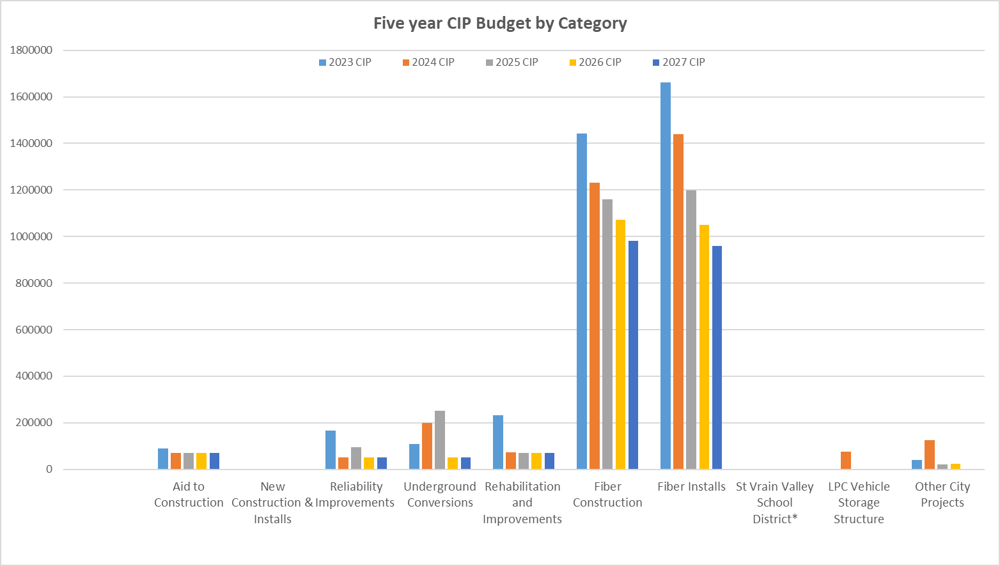 Five year CIP Budget by Category
1800000
2023 CIP 2024 CIP 2025 CIP 2026 CIP 2027 CIP
1600000
1400000
1200000
1000000
800000
600000
400000
200000
0
Aid to
Construction
New
Construction &
Installs
Reliability
Improvements
Underground
Conversions
Rehabilitation
and
Improvements
Fiber
Construction
Fiber Installs
St Vrain Valley
School
District*
LPC Vehicle
Storage
Structure
Other City
Projects